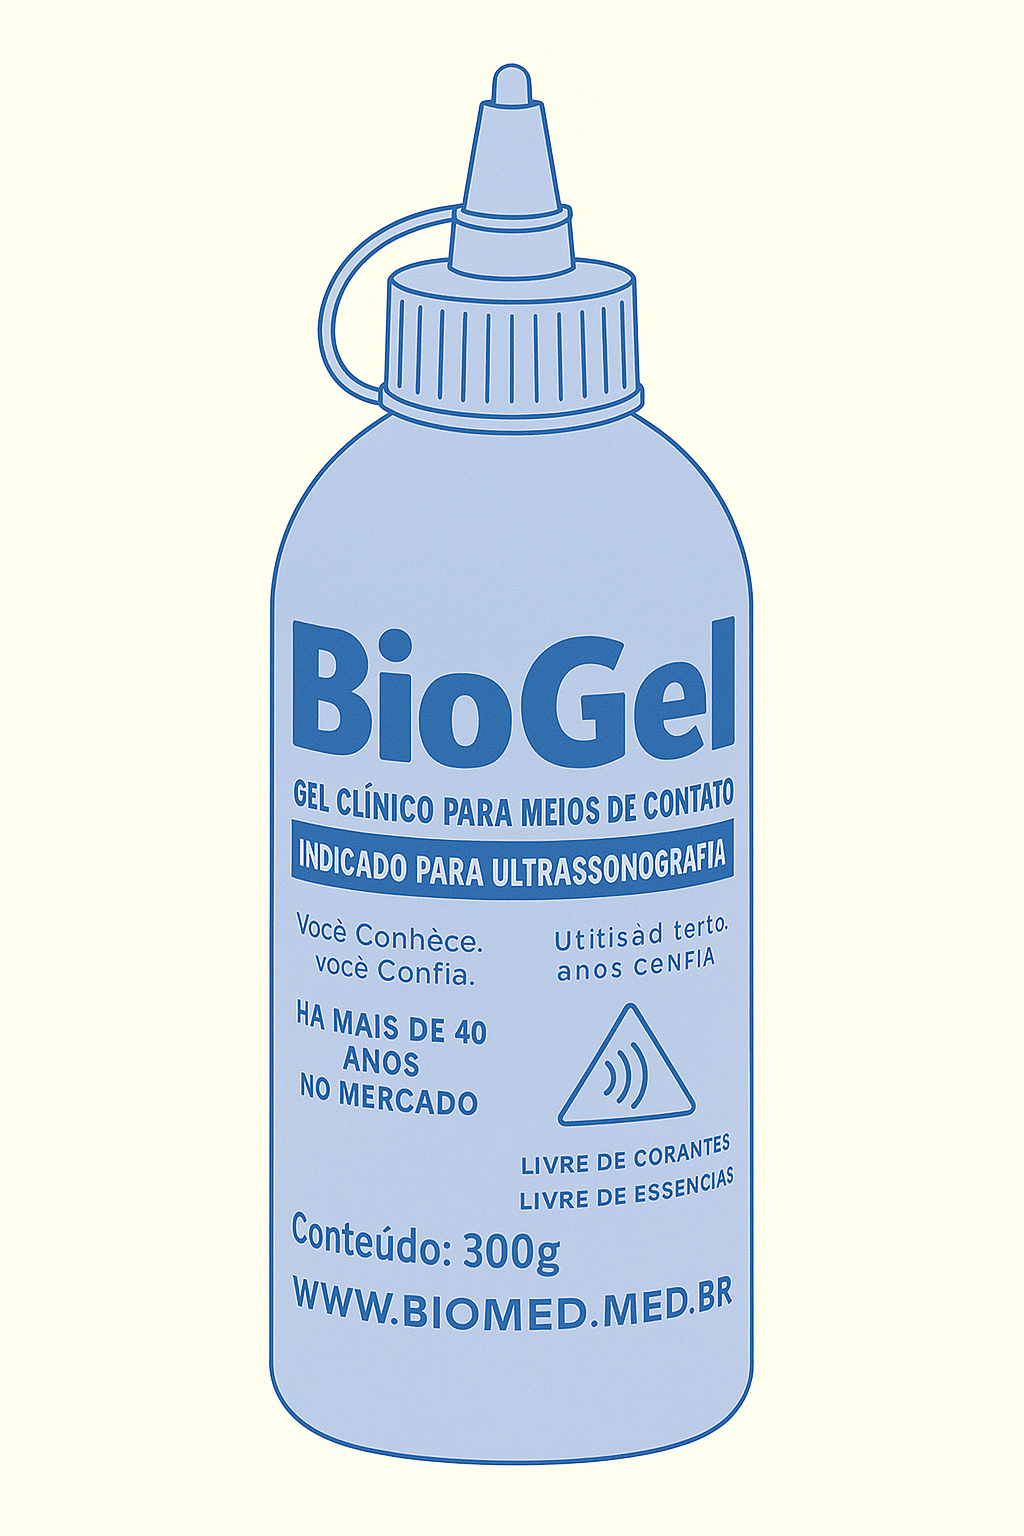 BioGel
GEL CLÍNICO PARA MEIOS DE CONTATO
INDICADO PARA ULTRASSONOGRAFIA
Vocè Conhèce.
vocè Confia.
HA MAIS DE 40
ANOS
NO MERCADO
Utitisàd terto.
anos CeNFIA
LIVRE DE CORANTES
LIVRE DE ESSENCIAS
Conteúdo: 300g
WWW.BIOMED.MED.BR